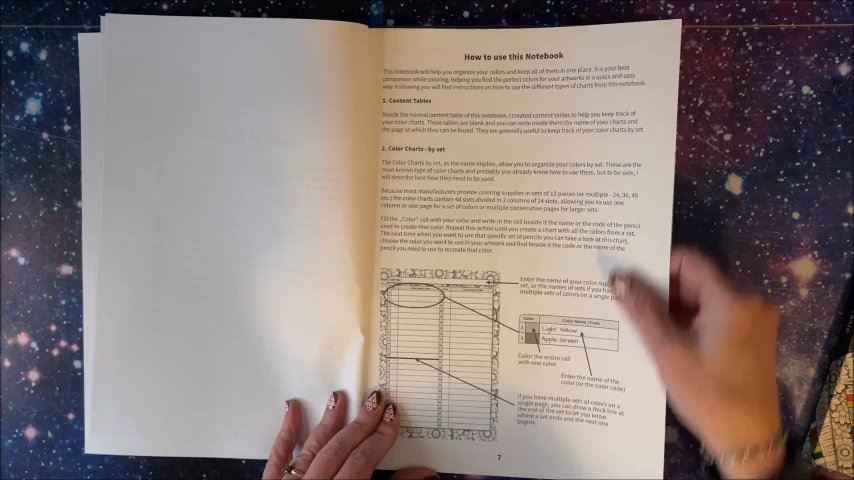 How to use this Notebook
This notebook will help you organize your colors and keep all of them in one place. It is your best
companion while coloring, helping you find the perfect colors for your artworks in a quick and easy
way. Following you will find instructions on how to use the different types of charts from this notebook.
1. Content Tables
Beside the normal content table of this notebook, I created content tables to help you keep track of
your color charts. These tables are blank and you can write inside them the name of your charts and
the page at which they can be found. They are generally useful to keep track of your color charts by set.
2. Color Charts - by set
The Color Charts by set, as the name implies, allow you to organize your colors by set. These are the
most known type of color charts and probably you already know how to use them, but to be sure, I
will describe here how they need to be used.
Because most manufacturers provide coloring supplies in sets of 12 pieces (or multiple - 24, 36, 48
etc.) the color charts contain 48 slots divided in 2 columns of 24 slots, allowing you to use one
column or one page for a set of colors or multiple consecutive pages for larger sets.
Fill the „Color" cell with your color and write in the cell beside it the name or the code of the pencil
used to create that color. Repeat this action until you create a chart with all the colors from a set.
The next time when you want to use that specific set of pencils you can take a look at this chart,
choose the color you want to use in your artwork and find beside it the code or the name of the
pencil you need to use to recreate that color.
Enter the name of your color
set, or the names of sets if you
multiple sets of colors on a single
Color Color Name / Code
1 Light Yellow
2 Apple Green
Color the entire cell
with one color
Enter the name of the
color (or the color code)
If you have multiple sets of colors on a
single page, you can draw a thick line at
the end of the set to let you know
where a set ends and the next one
begins.
7